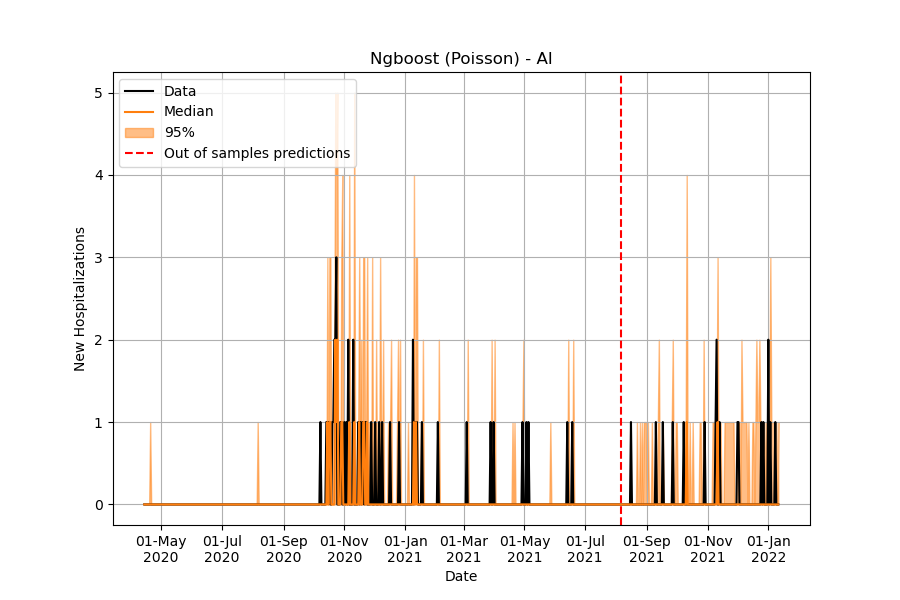 Ngboost (Poisson) - AI
Data
Median
95%
Out of samples predictions
New Hospitalizations
5
4
3
2
1
0
01-May 01-Jul 01-Sep 01-Nov 01-Jan 01-Mar 01-May 01-Jul 01-Sep 01-Nov 01-Jan
2020 2020 2020 2020 2021 2021 2021 2021 2021 2021 2022
Date